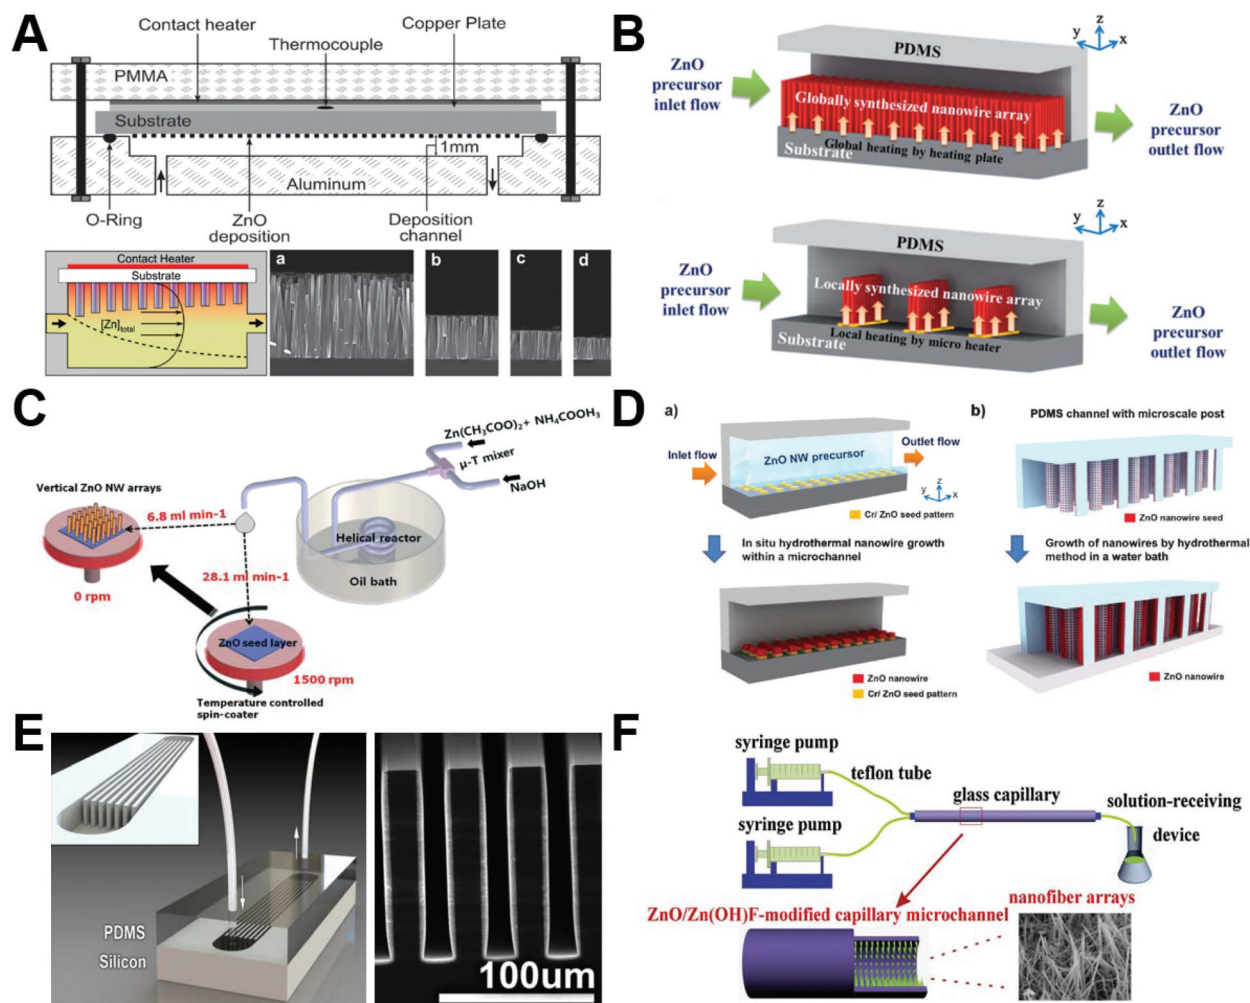 A
Contact heater
Copper Plate
Thermocouple
PMMA
Substrate
1mm
Aluminum
O-Ring
ZnO
deposition
Deposition
channel
Contact Heater
Substrate
[Zn]total
a
b
c
d
B
PDMS
z
y
x
ZnO
precursor
inlet flow
Globally synthesized nanowire array
Global heating by heating plate
Substrate
ZnO
precursor
outlet flow
PDMS
z
y
x
ZnO
precursor
inlet flow
Locally synthesized nanowire array
Local heating by micro heater
Substrate
ZnO
precursor
outlet flow
C
Zn(CH3COO)2+ NH4COOH3
μ-T mixer
NaOH
Vertical ZnO NW arrays
6.8 ml min-1
Helical reactor
Oil bath
0 rpm
28.1 ml min-1
ZnO seed layer
1500 rpm
Temperature controlled
spin-coater
D
a)
Inlet flow
ZnO NW precursor
Outlet flow
y
z
x
Cr/ ZnO seed pattern
In situ hydrothermal nanowire growth
within a microchannel
ZnO nanowire
Cr/ ZnO seed pattern
b)
PDMS channel with microscale post
ZnO nanowire seed
Growth of nanowires by hydrothermal
method in a water bath
ZnO nanowire
E
PDMS
Silicon
100um
F
syringe pump
teflon tube
glass capillary
solution-receiving
device
syringe pump
ZnO/Zn(OH)F-modified capillary microchannel
nanofiber arrays